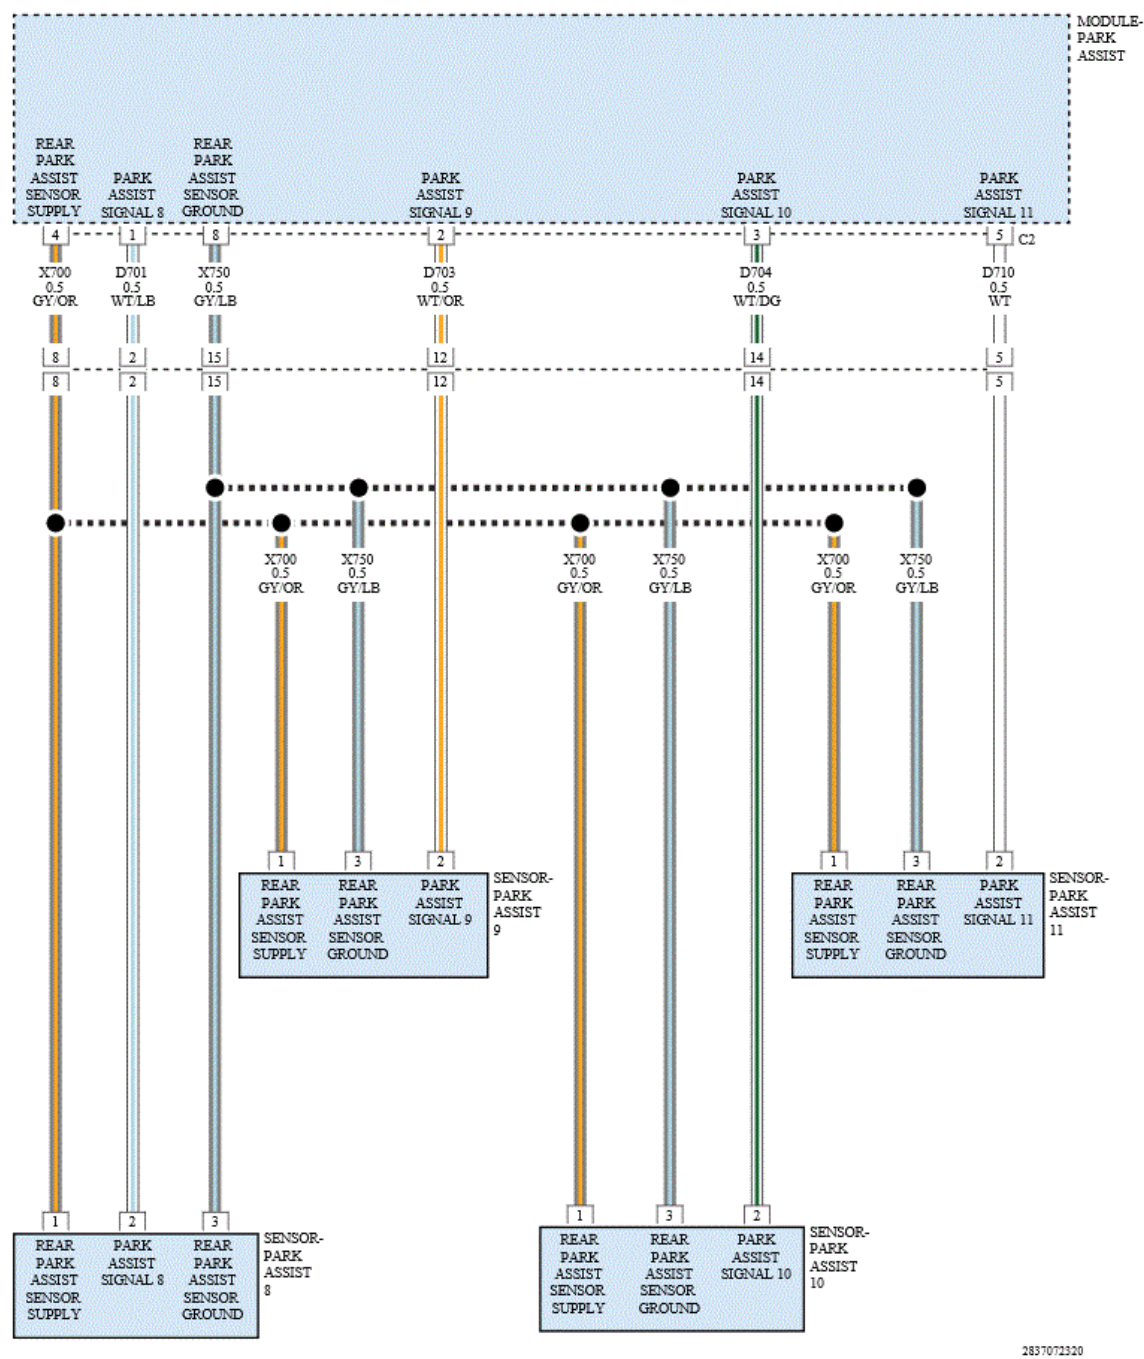 MODULE-
PARK
ASSIST
REAR
PARK
ASSIST
SENSOR
SUPPLY
PARK
ASSIST
SIGNAL 8
REAR
PARK
ASSIST
SENSOR
GROUND
PARK
ASSIST
SIGNAL 9
PARK
ASSIST
SIGNAL 10
PARK
ASSIST
SIGNAL 11
4 1 8 2 3 5 C2
X700
0.5
GY/OR
D701
0.5
WT/LB
X750
0.5
GY/LB
D703
0.5
WT/OR
D704
0.5
WT/DG
D710
0.5
WT
8 2 15 12 14 5
8 2 15 12 14 5
X700
0.5
GY/OR
X750
0.5
GY/LB
X700
0.5
GY/OR
X750
0.5
GY/LB
X700
0.5
GY/OR
X750
0.5
GY/LB
1 3 2
REAR
PARK
ASSIST
SENSOR
SUPPLY
REAR
PARK
ASSIST
SENSOR
GROUND
PARK
ASSIST
SIGNAL 9
SENSOR-
PARK
ASSIST
9
1 3 2
REAR
PARK
ASSIST
SENSOR
SUPPLY
REAR
PARK
ASSIST
SENSOR
GROUND
PARK
ASSIST
SIGNAL 11
SENSOR-
PARK
ASSIST
11
1 2 3
REAR
PARK
ASSIST
SENSOR
SUPPLY
PARK
ASSIST
SIGNAL 8
REAR
PARK
ASSIST
SENSOR
GROUND
SENSOR-
PARK
ASSIST
8
1 3 2
REAR
PARK
ASSIST
SENSOR
SUPPLY
REAR
PARK
ASSIST
SENSOR
GROUND
PARK
ASSIST
SIGNAL 10
SENSOR-
PARK
ASSIST
10
2837072320